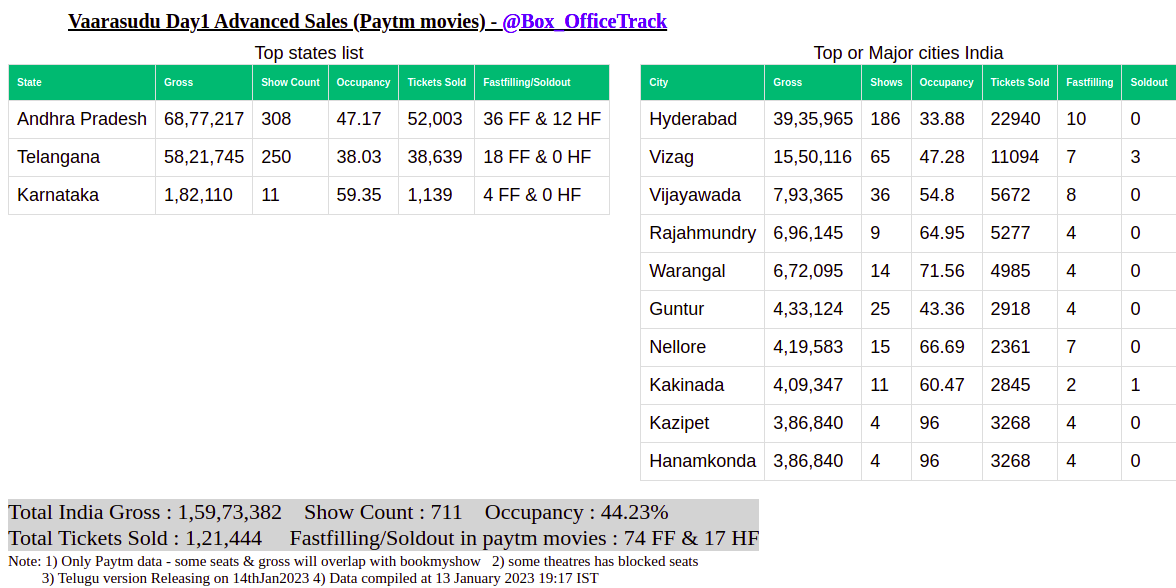 Vaarasudu Day1 Advanced Sales (Paytm movies) - @Box_OfficeTrack
Top states list
State Gross Show Count Occupancy Tickets Sold Fastfilling/Soldout
Andhra Pradesh 68,77,217 308 47.17 52,003 36 FF & 12 HF
Telangana 58,21,745 250 38.03 38,639 18 FF & 0 HF
Karnataka 1,82,110 11 59.35 1,139 4 FF & 0 HF
Top or Major cities India
City Gross Shows Occupancy Tickets Sold Fastfilling Soldout
Hyderabad 39,35,965 186 33.88 22940 10 0
Vizag 15,50,116 65 47.28 11094 7 3
Vijayawada 7,93,365 36 54.8 5672 8 0
Rajahmundry 6,96,145 9 64.95 5277 4 0
Warangal 6,72,095 14 71.56 4985 4 0
Guntur 4,33,124 25 43.36 2918 4 0
Nellore 4,19,583 15 66.69 2361 7 0
Kakinada 4,09,347 11 60.47 2845 2 1
Kazipet 3,86,840 4 96 3268 4 0
Hanamkonda 3,86,840 4 96 3268 4 0
Total India Gross : 1,59,73,382 Show Count : 711 Occupancy : 44.23%
Total Tickets Sold : 1,21,444 Fastfilling/Soldout in paytm movies : 74 FF & 17 HF
Note: 1) Only Paytm data - some seats & gross will overlap with bookmyshow 2) some theatres has blocked seats
3) Telugu version Releasing on 14thJan2023 4) Data compiled at 13 January 2023 19:17 IST